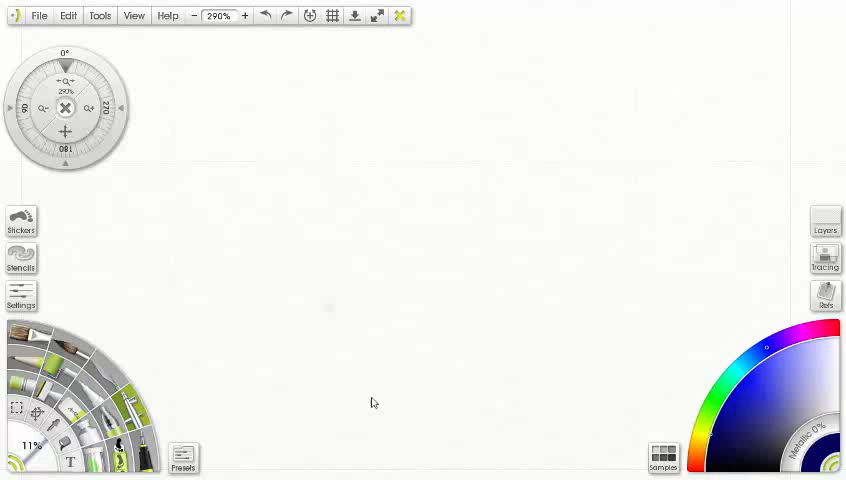 File Edit Tools View Help − 290% +
0°
290%
90 270
180
Stickers
Stencils
Settings
Layers
Tracing
Refs
11%
T
Presets
Samples
Metallic 0%